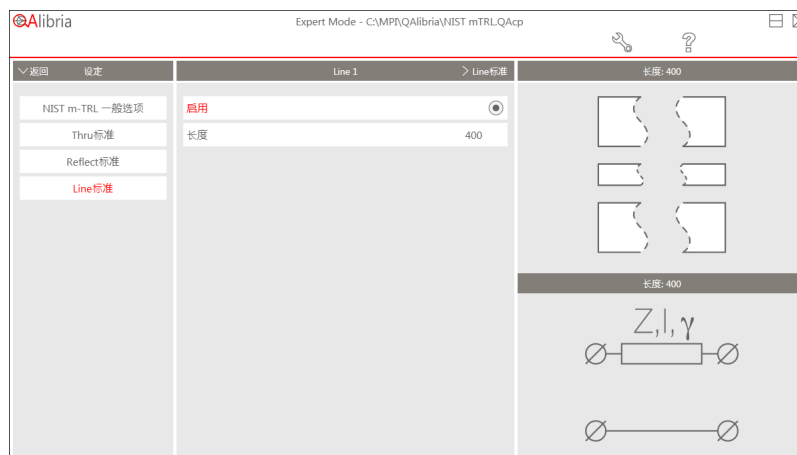 QAlibria
Expert Mode - C:\MPI\QAlibria\NIST mTRL.QAcp
返回 设定
Line 1
Line标准
长度: 400
NIST m-TRL 一般选项
Thru标准
Reflect标准
Line标准
启用
长度 400
长度: 400
Z,l,γ